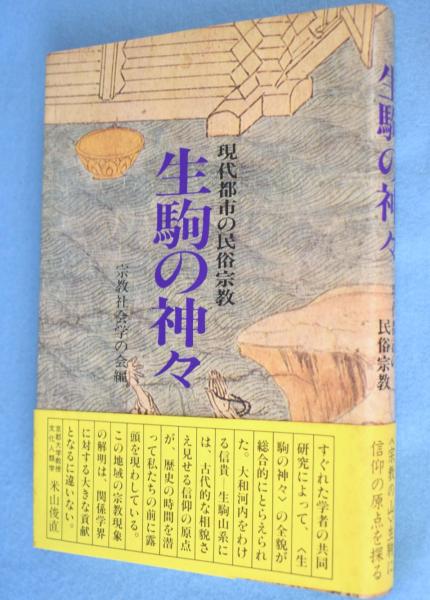 現代都市の民俗宗教
生駒の神々
宗教社会学の会編
すぐれた学者の共同
研究によって、〈生
駒の神々〉の全貌が
総合的にとらえられ
た。大和河内をわけ
る信貴 生駒山系に
は、古代的な相貌さ
え見せる信仰の原点
が、歴史の時間を潜
って私たちの前に露
頭を現わしている。
この地域の宗教現象
の解明は、関係学界
に対する大きな貢献
となるに違いない。
京都大学教授
文化人類学
米山俊直
生駒の神々
民俗宗教
信仰の原点を探る